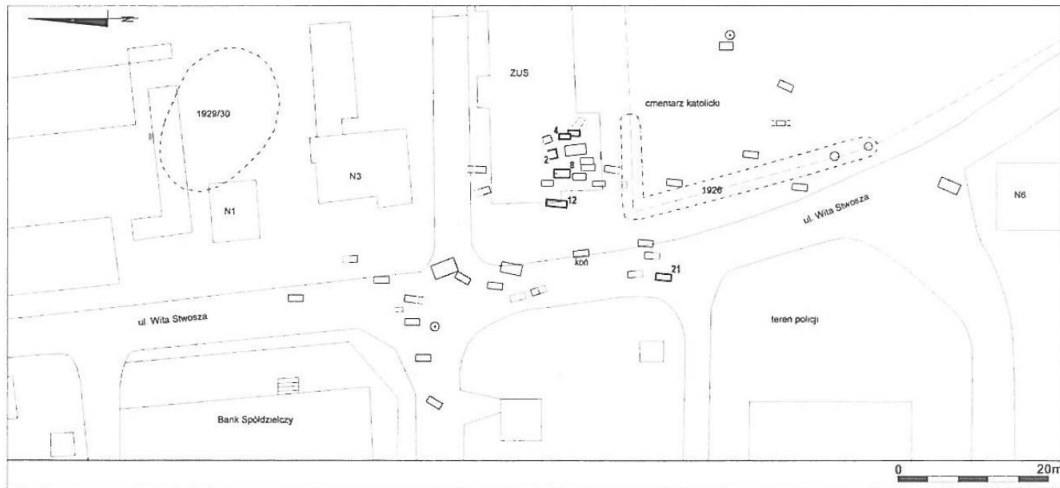 N
1929/30
ZUS
cmentarz katolicki
4
2
8
1
N3
N1
12
1926
N6
ul. Wita Stwosza
koń
21
ul. Wita Stwosza
teren policji
Bank Spółdzielczy
0
20m